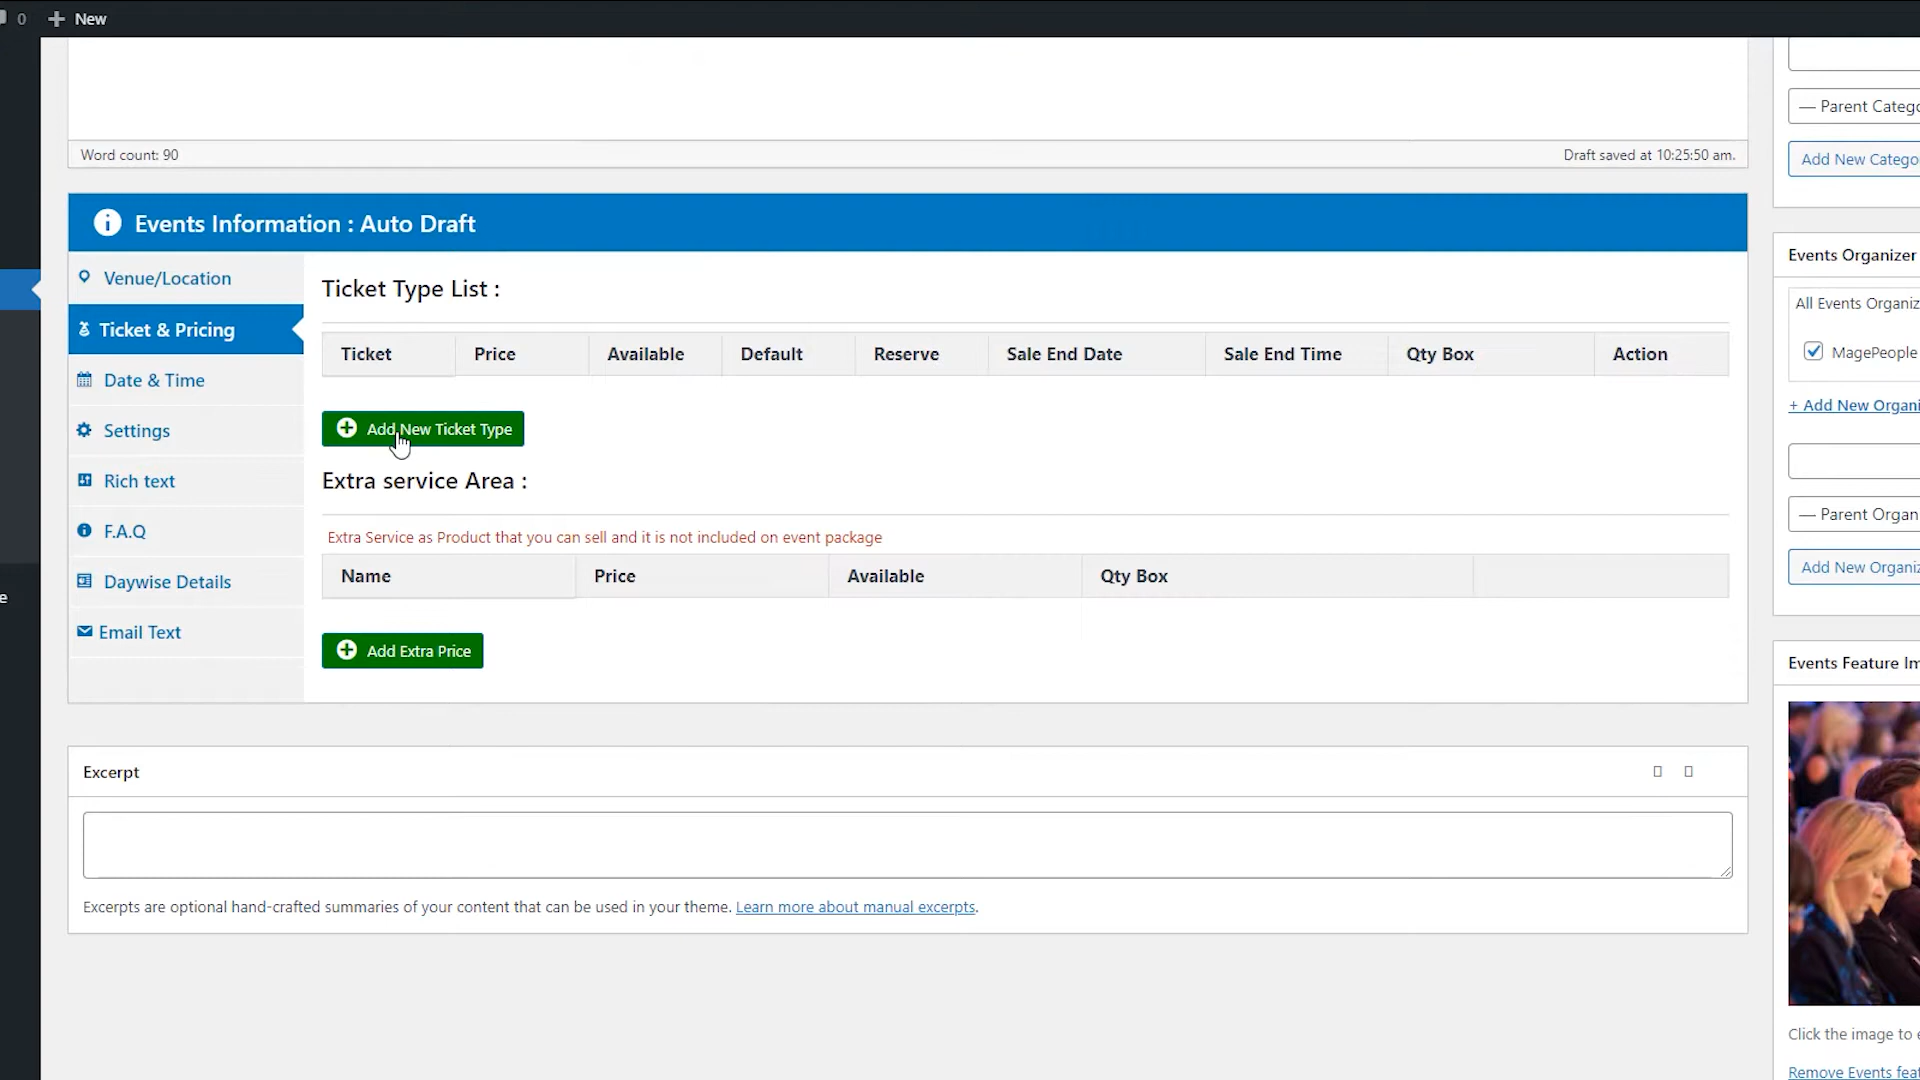 0 New
— Parent Catego
Word count: 90
Draft saved at 10:25:50 am.
Add New Catego
Events Information : Auto Draft
Events Organizer
Venue/Location
Ticket & Pricing
Date & Time
Settings
Rich text
F.A.Q
Daywise Details
Email Text
Ticket Type List :
Ticket Price Available Default Reserve Sale End Date Sale End Time Qty Box Action
Add New Ticket Type
Extra service Area :
Extra Service as Product that you can sell and it is not included on event package
Name Price Available Qty Box
Add Extra Price
All Events Organiz
MagePeople
+ Add New Organi
— Parent Organ
Add New Organiz
e
Events Feature Im
Excerpt
Excerpts are optional hand-crafted summaries of your content that can be used in your theme. Learn more about manual excerpts.
Click the image to e
Remove Events feat